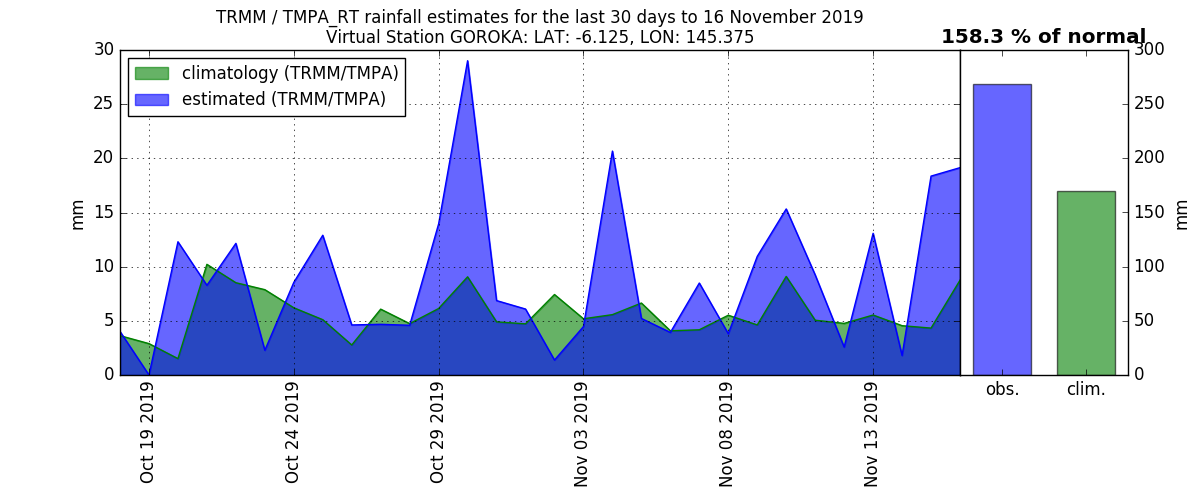 TRMM / TMPA_RT rainfall estimates for the last 30 days to 16 November 2019
Virtual Station GOROKA: LAT: -6.125, LON: 145.375
158.3 % of normal
climatology (TRMM/TMPA)
estimated (TRMM/TMPA)
30
25
20
15
10
5
0
mm
300
250
200
150
100
50
0
mm
Oct 19 2019
Oct 24 2019
Oct 29 2019
Nov 03 2019
Nov 08 2019
Nov 13 2019
obs.
clim.